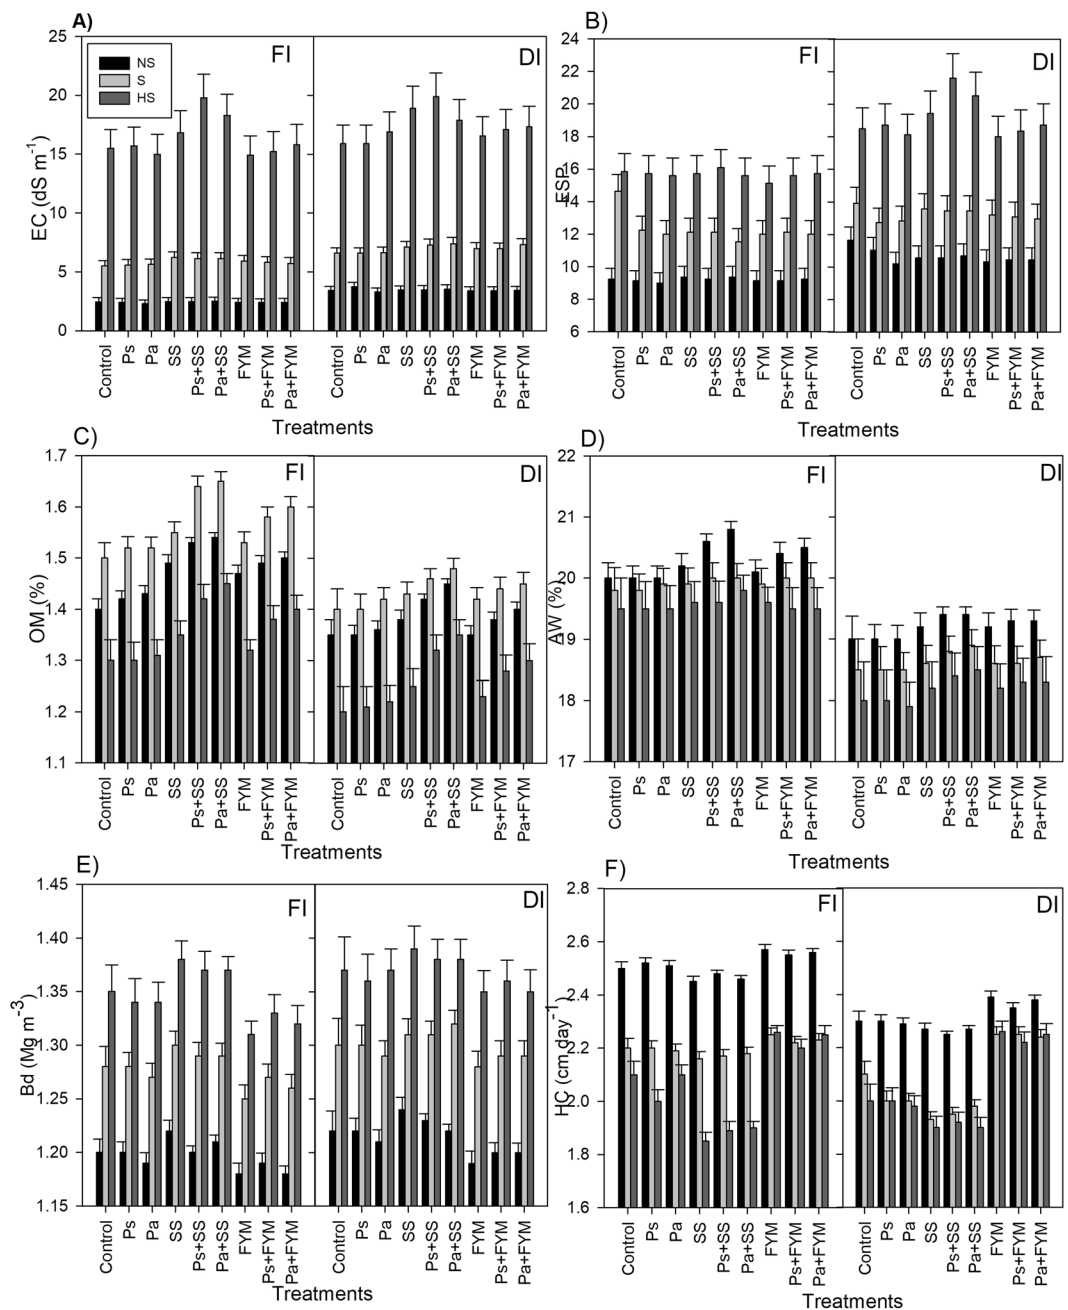 A)
FI
DI
NS
S
HS
25
20
15
10
5
0
EC (dS m⁻¹)
Control
Ps
Pa
SS
Ps+SS
Pa+SS
FYM
Ps+FYM
Pa+FYM
Control
Ps
Pa
SS
Ps+SS
Pa+SS
FYM
Ps+FYM
Pa+FYM
Treatments
B)
FI
DI
24
22
20
18
16
14
12
10
8
6
ESP
Control
Ps
Pa
SS
Ps+SS
Pa+SS
FYM
Ps+FYM
Pa+FYM
Control
Ps
Pa
SS
Ps+SS
Pa+SS
FYM
Ps+FYM
Pa+FYM
Treatments
C)
FI
DI
1.7
1.6
1.5
1.4
1.3
1.2
1.1
OM (%)
Control
Ps
Pa
SS
Ps+SS
Pa+SS
FYM
Ps+FYM
Pa+FYM
Control
Ps
Pa
SS
Ps+SS
Pa+SS
FYM
Ps+FYM
Pa+FYM
Treatments
D)
FI
DI
22
21
20
19
18
17
AW (%)
Control
Ps
Pa
SS
Ps+SS
Pa+SS
FYM
Ps+FYM
Pa+FYM
Control
Ps
Pa
SS
Ps+SS
Pa+SS
FYM
Ps+FYM
Pa+FYM
Treatments
E)
FI
DI
1.45
1.40
1.35
1.30
1.25
1.20
1.15
Bd (Mg m⁻³)
Control
Ps
Pa
SS
Ps+SS
Pa+SS
FYM
Ps+FYM
Pa+FYM
Control
Ps
Pa
SS
Ps+SS
Pa+SS
FYM
Ps+FYM
Pa+FYM
Treatments
F)
FI
DI
2.8
2.6
2.4
2.2
2.0
1.8
1.6
HC (cm day⁻¹)
Control
Ps
Pa
SS
Ps+SS
Pa+SS
FYM
Ps+FYM
Pa+FYM
Control
Ps
Pa
SS
Ps+SS
Pa+SS
FYM
Ps+FYM
Pa+FYM
Treatments